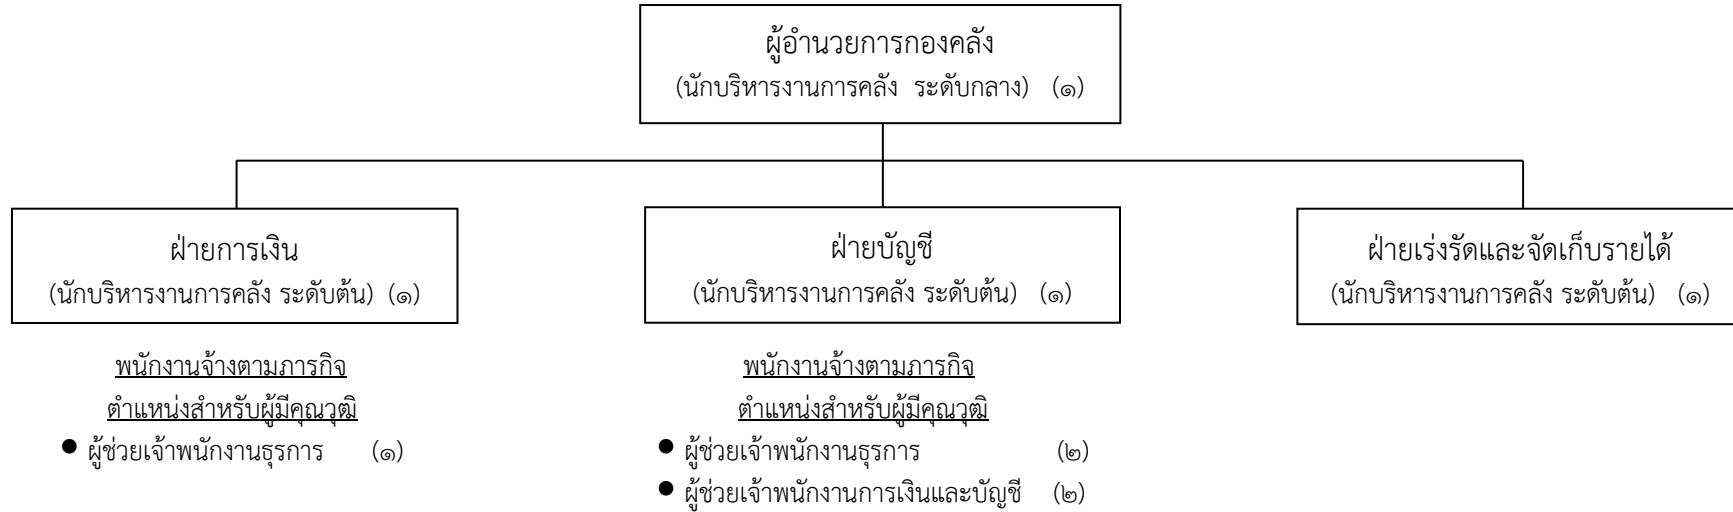 ผู้อำนวยการกองคลัง
(นักบริหารงานการคลัง ระดับกลาง) (๑)
ฝ่ายการเงิน
(นักบริหารงานการคลัง ระดับต้น) (๑)
พนักงานจ้างตามภารกิจ
ตำแหน่งสำหรับผู้มีคุณวุฒิ
● ผู้ช่วยเจ้าพนักงานธุรการ (๑)
ฝ่ายบัญชี
(นักบริหารงานการคลัง ระดับต้น) (๑)
พนักงานจ้างตามภารกิจ
ตำแหน่งสำหรับผู้มีคุณวุฒิ
● ผู้ช่วยเจ้าพนักงานธุรการ (๒)
● ผู้ช่วยเจ้าพนักงานการเงินและบัญชี (๒)
ฝ่ายเร่งรัดและจัดเก็บรายได้
(นักบริหารงานการคลัง ระดับต้น) (๑)